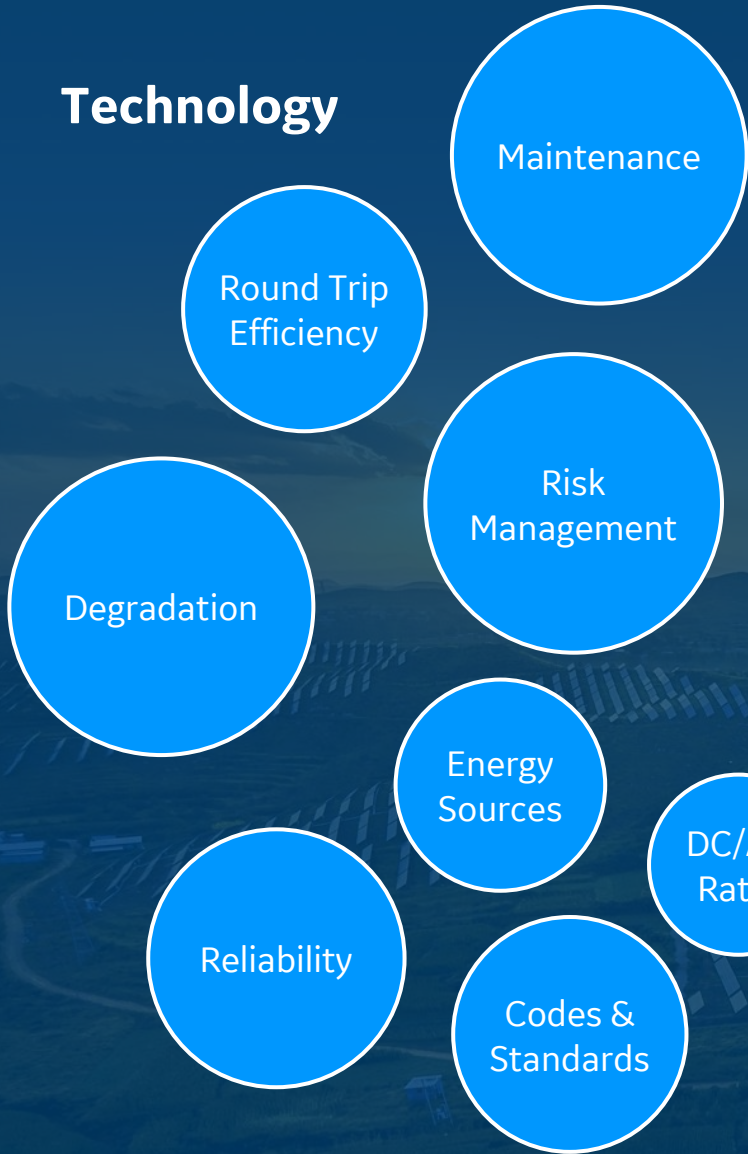 Technology
Maintenance
Round Trip
Efficiency
Risk
Management
Degradation
Energy
Sources
Reliability
Codes &
Standards